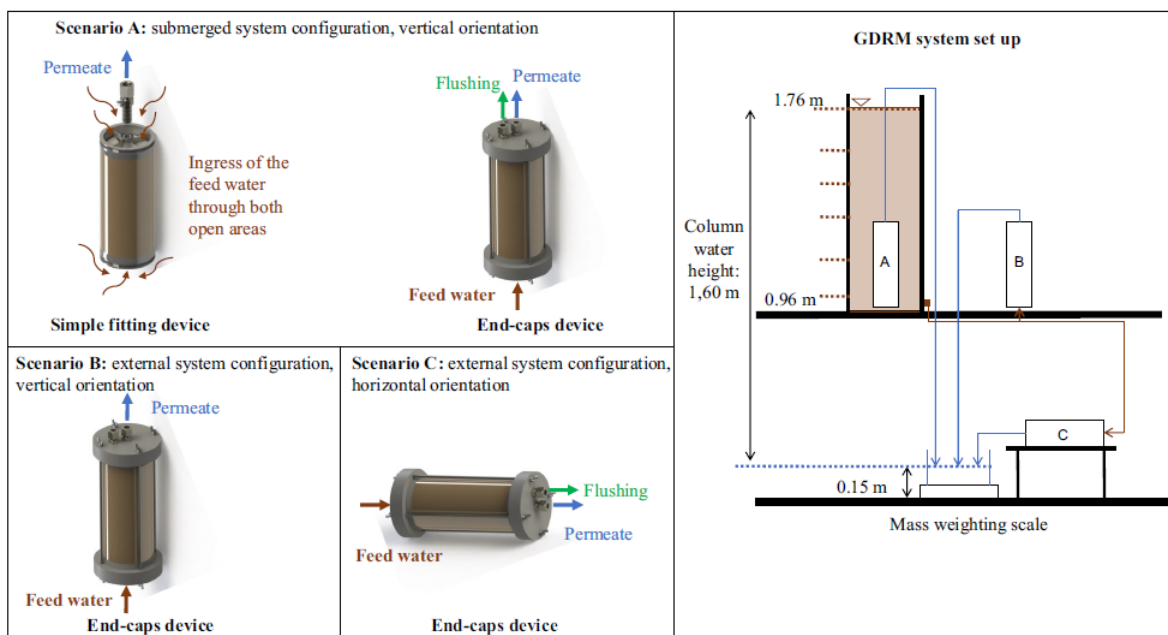 Scenario A: submerged system configuration, vertical orientation
Permeate
Flushing
Permeate
Ingress of the
feed water
through both
open areas
Feed water
Simple fitting device
End-caps device
Scenario B: external system configuration,
vertical orientation
Permeate
Feed water
End-caps device
Scenario C: external system configuration,
horizontal orientation
Flushing
Permeate
Feed water
End-caps device
GDRM system set up
1.76 m
Column
water
height:
1,60 m
0.96 m
A
B
C
0.15 m
Mass weighting scale